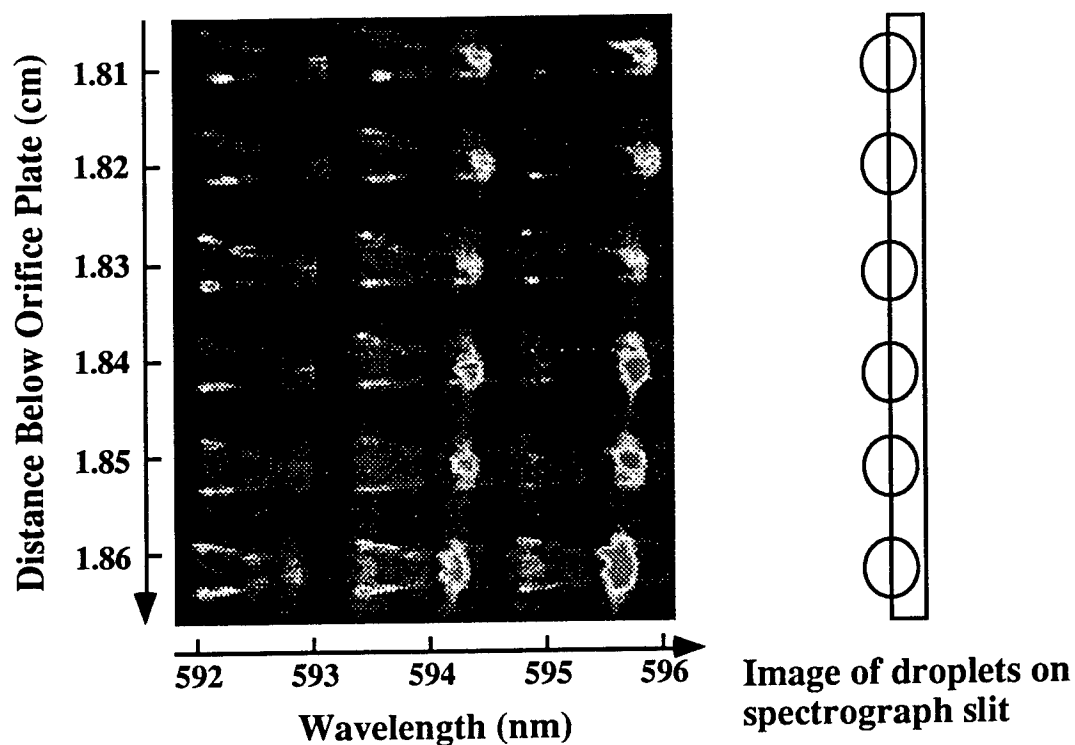 Distance Below Orifice Plate (cm)
1.81
1.82
1.83
1.84
1.85
1.86
592 593 594 595 596
Wavelength (nm)
Image of droplets on
spectrograph slit